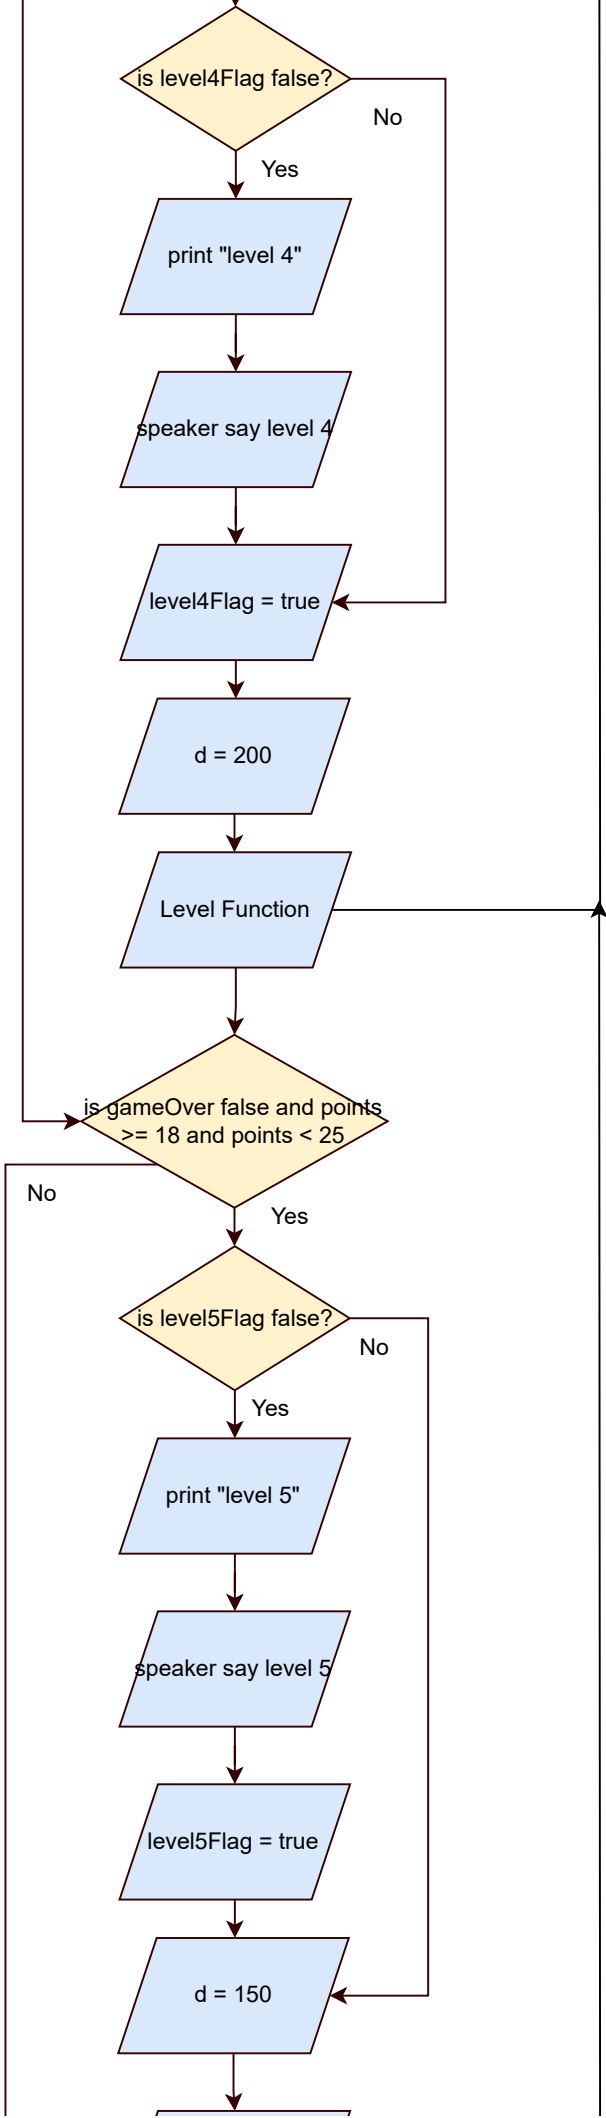 is level4Flag false?
No
Yes
print "level 4"
speaker say level 4
level4Flag = true
d = 200
Level Function
is gameOver false and points
>= 18 and points < 25
No
Yes
is level5Flag false?
No
Yes
print "level 5"
speaker say level 5
level5Flag = true
d = 150